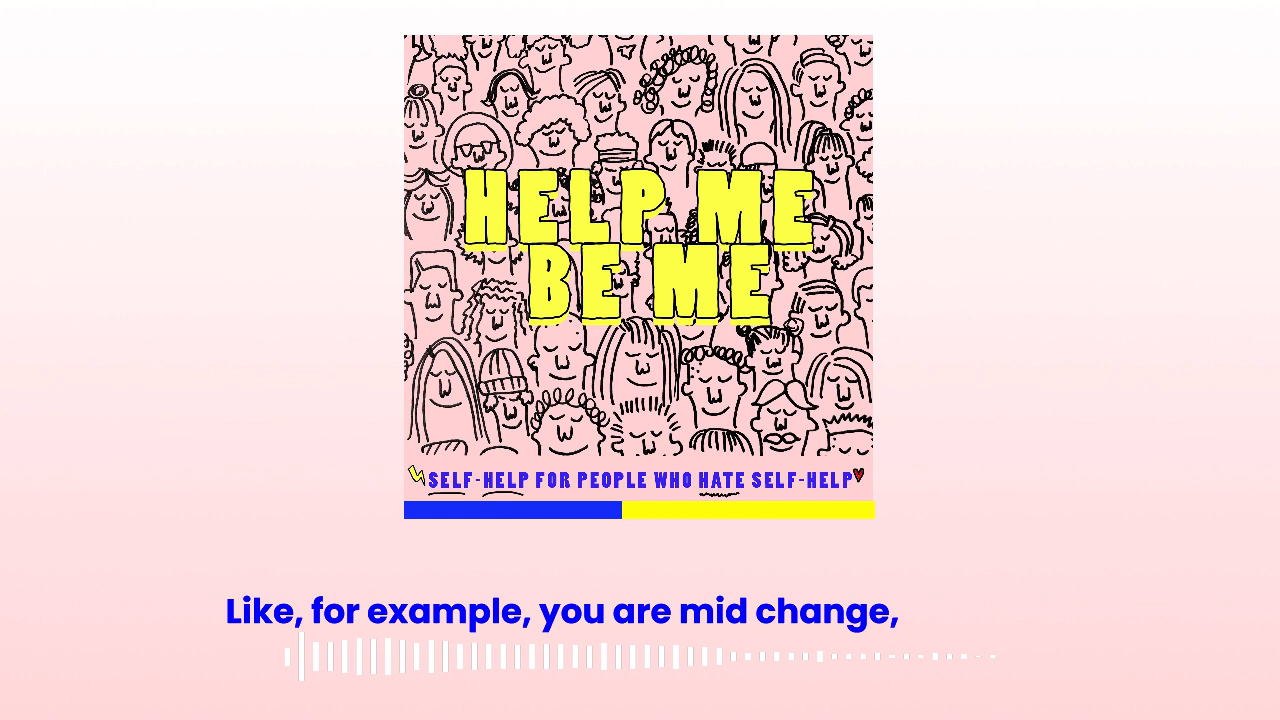 HELP ME
BE ME
SELF-HELP FOR PEOPLE WHO HATE SELF-HELP
Like, for example, you are mid change,